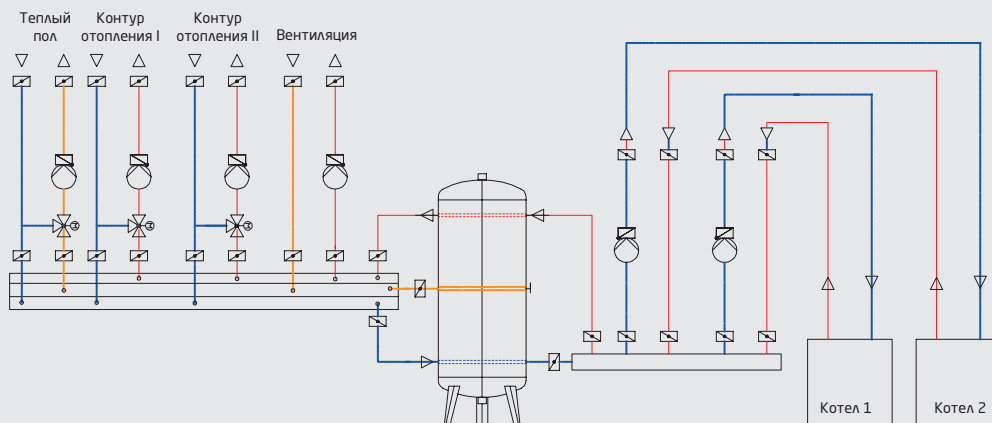 Теплый
пол
Контур
отопления I
Контур
отопления II
Вентиляция
М
М
М
Котел 1
Котел 2